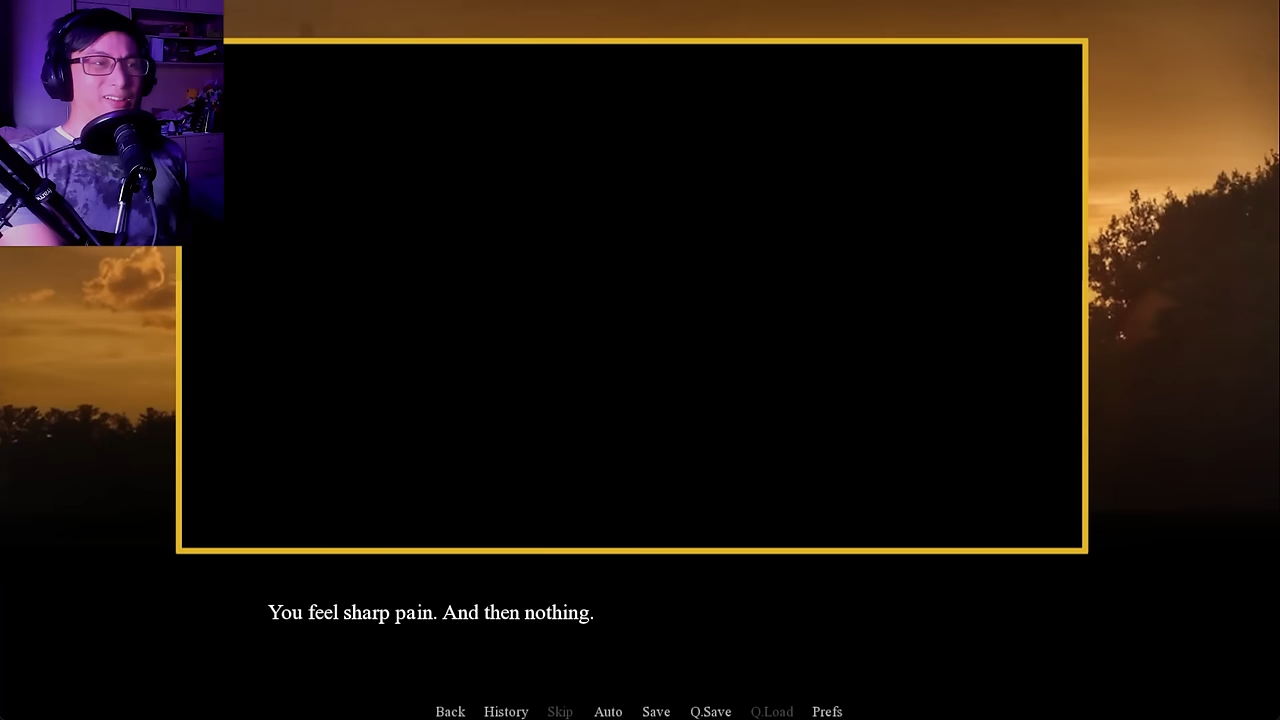 You feel sharp pain. And then nothing.
Back History Skip Auto Save Q.Save Q.Load Prefs